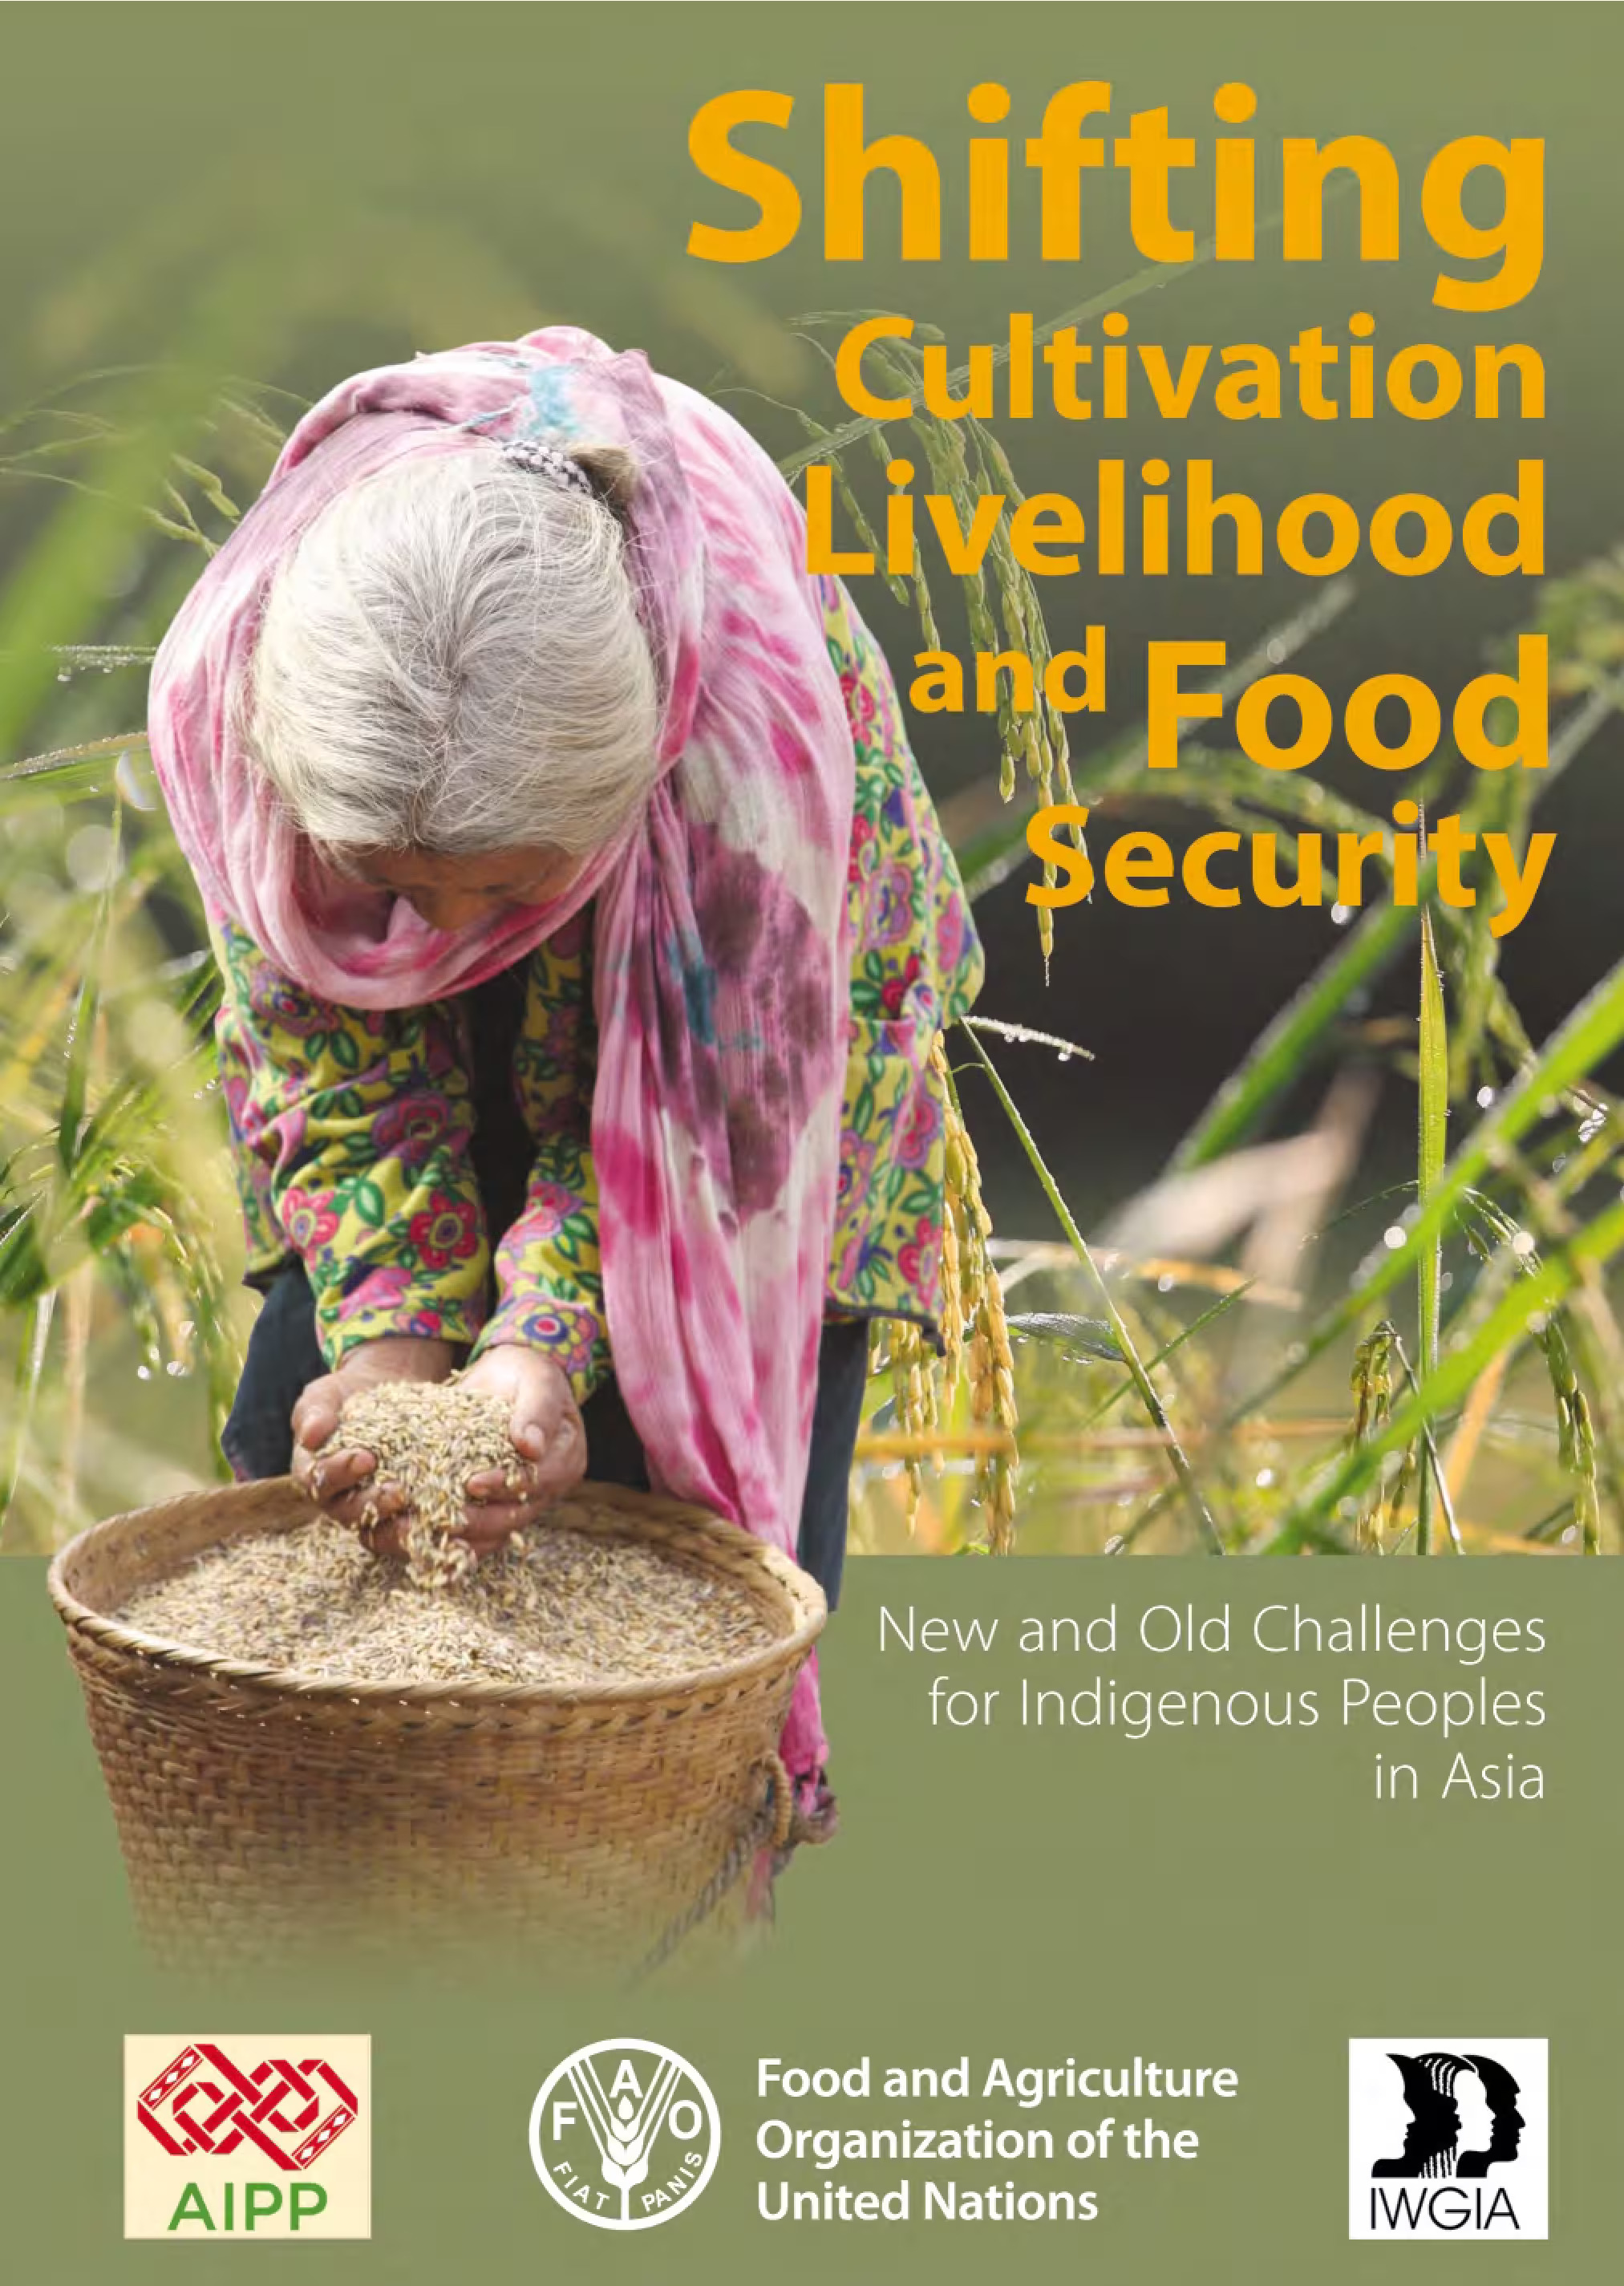 Shifting
Cultivation
Livelihood
and Food
Security
New and Old Challenges
for Indigenous Peoples
in Asia
AIPP
F A O
FIAT PANIS
Food and Agriculture
Organization of the
United Nations
IWGIA